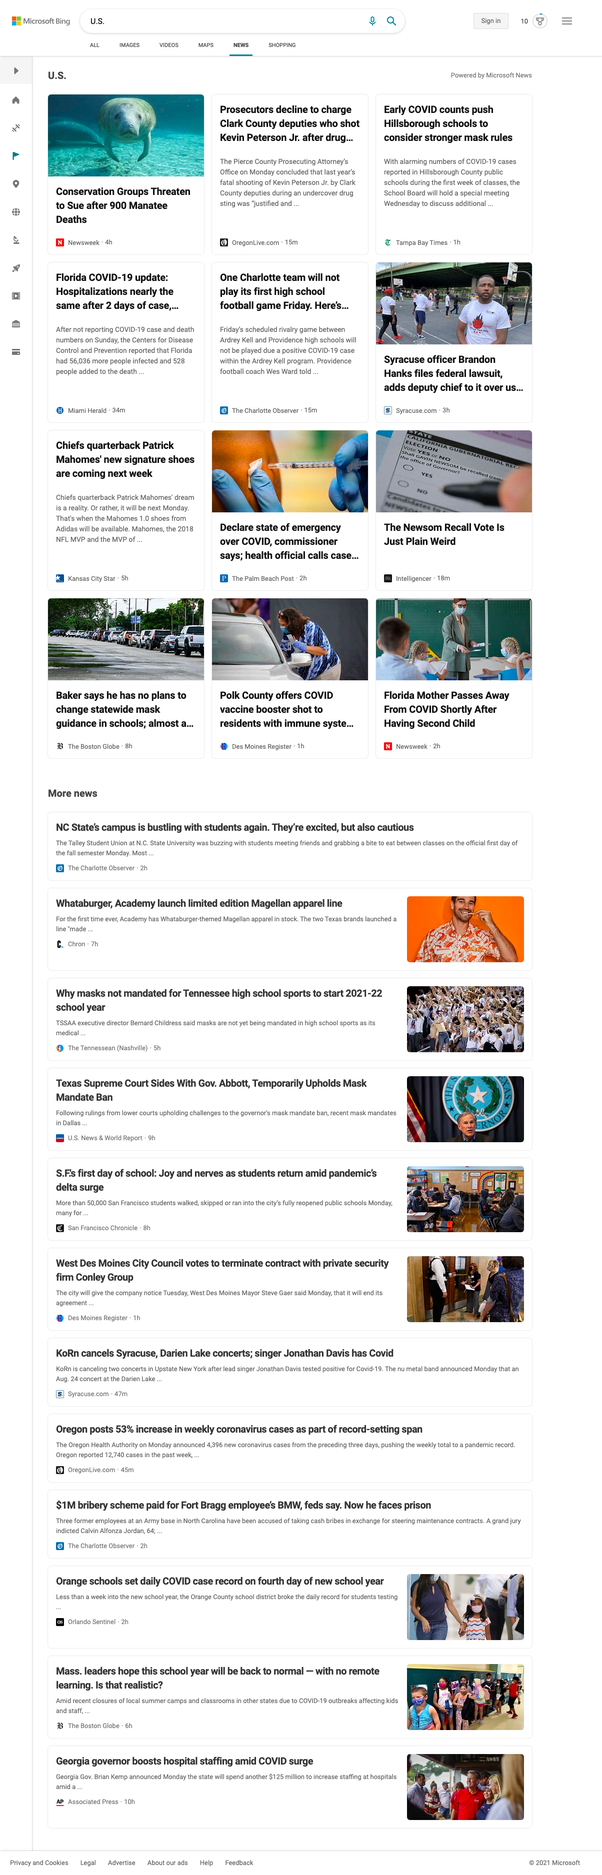 Microsoft Bing
U.S.
Sign in
10
ALL IMAGES VIDEOS MAPS NEWS SHOPPING
U.S.
Powered by Microsoft News
Conservation Groups Threaten
to Sue after 900 Manatee
Deaths
Newsweek · 4h
Prosecutors decline to charge
Clark County deputies who shot
Kevin Peterson Jr. after drug...
The Pierce County Prosecuting Attorney's
Office on Monday concluded that last year's
fatal shooting of Kevin Peterson Jr. by Clark
County deputies during an undercover drug
sting was "justified and ...
OregonLive.com · 15m
Early COVID counts push
Hillsborough schools to
consider stronger mask rules
With alarming numbers of COVID-19 cases
reported in Hillsborough County public
schools during the first week of classes, the
School Board will hold a special meeting
Wednesday to discuss additional ...
Tampa Bay Times · 1h
Florida COVID-19 update:
Hospitalizations nearly the
same after 2 days of case,...
After not reporting COVID-19 case and death
numbers on Sunday, the Centers for Disease
Control and Prevention reported that Florida
had 56,036 more people infected and 528
people added to the death ...
Miami Herald · 34m
One Charlotte team will not
play its first high school
football game Friday. Here's...
Friday's scheduled rivalry game between
Ardrey Kell and Providence high schools will
not be played due a positive COVID-19 case
within the Ardrey Kell program. Providence
football coach Wes Ward told ...
The Charlotte Observer · 15m
Syracuse officer Brandon
Hanks files federal lawsuit,
adds deputy chief to it over us...
Syracuse.com · 3h
Chiefs quarterback Patrick
Mahomes' new signature shoes
are coming next week
Chiefs quarterback Patrick Mahomes' dream
is a reality. Or rather, it will be next Monday.
That's when the Mahomes 1.0 shoes from
Adidas will be available. Mahomes, the 2018
NFL MVP and the MVP of ...
Kansas City Star · 5h
Declare state of emergency
over COVID, commissioner
says; health official calls case...
The Palm Beach Post · 2h
STATE
CALIFORNIA GUBERNATORIAL RE
ELECTION
Vote YES or NO
YES
NO
The Newsom Recall Vote Is
Just Plain Weird
Intelligencer · 18m
Baker says he has no plans to
change statewide mask
guidance in schools; almost a...
The Boston Globe · 8h
Polk County offers COVID
vaccine booster shot to
residents with immune syste...
Des Moines Register · 1h
Florida Mother Passes Away
From COVID Shortly After
Having Second Child
Newsweek · 2h
More news
NC State's campus is bustling with students again. They're excited, but also cautious
The Talley Student Union at N.C. State University was buzzing with students meeting friends and grabbing a bite to eat between classes on the official first day of
the fall semester Monday. Most ...
The Charlotte Observer · 2h
Whataburger, Academy launch limited edition Magellan apparel line
For the first time ever, Academy has Whataburger-themed Magellan apparel in stock. The two Texas brands launched a
line "made ...
Chron · 7h
Why masks not mandated for Tennessee high school sports to start 2021-22
school year
TSSAA executive director Bernard Childress said masks are not yet being mandated in high school sports as its
medical ...
The Tennessean (Nashville) · 5h
Texas Supreme Court Sides With Gov. Abbott, Temporarily Upholds Mask
Mandate Ban
Following rulings from lower courts upholding challenges to the governor's mask mandate ban, recent mask mandates
in Dallas ...
U.S. News & World Report · 9h
S.F.'s first day of school: Joy and nerves as students return amid pandemic's
delta surge
More than 50,000 San Francisco students walked, skipped or ran into the city's fully reopened public schools Monday,
many for ...
San Francisco Chronicle · 8h
West Des Moines City Council votes to terminate contract with private security
firm Conley Group
The city will give the company notice Tuesday, West Des Moines Mayor Steve Gaer said Monday, that it will end its
agreement ...
Des Moines Register · 1h
KoRn cancels Syracuse, Darien Lake concerts; singer Jonathan Davis has Covid
KoRn is canceling two concerts in Upstate New York after lead singer Jonathan Davis tested positive for Covid-19. The nu metal band announced Monday that an
Aug. 24 concert at the Darien Lake ...
Syracuse.com · 47m
Oregon posts 53% increase in weekly coronavirus cases as part of record-setting span
The Oregon Health Authority on Monday announced 4,396 new coronavirus cases from the preceding three days, pushing the weekly total to a pandemic record.
Oregon reported 12,740 cases in the past week, ...
OregonLive.com · 45m
$1M bribery scheme paid for Fort Bragg employee's BMW, feds say. Now he faces prison
Three former employees at an Army base in North Carolina have been accused of taking cash bribes in exchange for steering maintenance contracts. A grand jury
indicted Calvin Alfonza Jordan, 64; ...
The Charlotte Observer · 2h
Orange schools set daily COVID case record on fourth day of new school year
Less than a week into the new school year, the Orange County school district broke the daily record for students testing
...
Orlando Sentinel · 2h
Mass. leaders hope this school year will be back to normal — with no remote
learning. Is that realistic?
Amid recent closures of local summer camps and classrooms in other states due to COVID-19 outbreaks affecting kids
and staff, ...
The Boston Globe · 6h
Georgia governor boosts hospital staffing amid COVID surge
Georgia Gov. Brian Kemp announced Monday the state will spend another $125 million to increase staffing at hospitals
amid a ...
Associated Press · 10h
Privacy and Cookies Legal Advertise About our ads Help Feedback © 2021 Microsoft